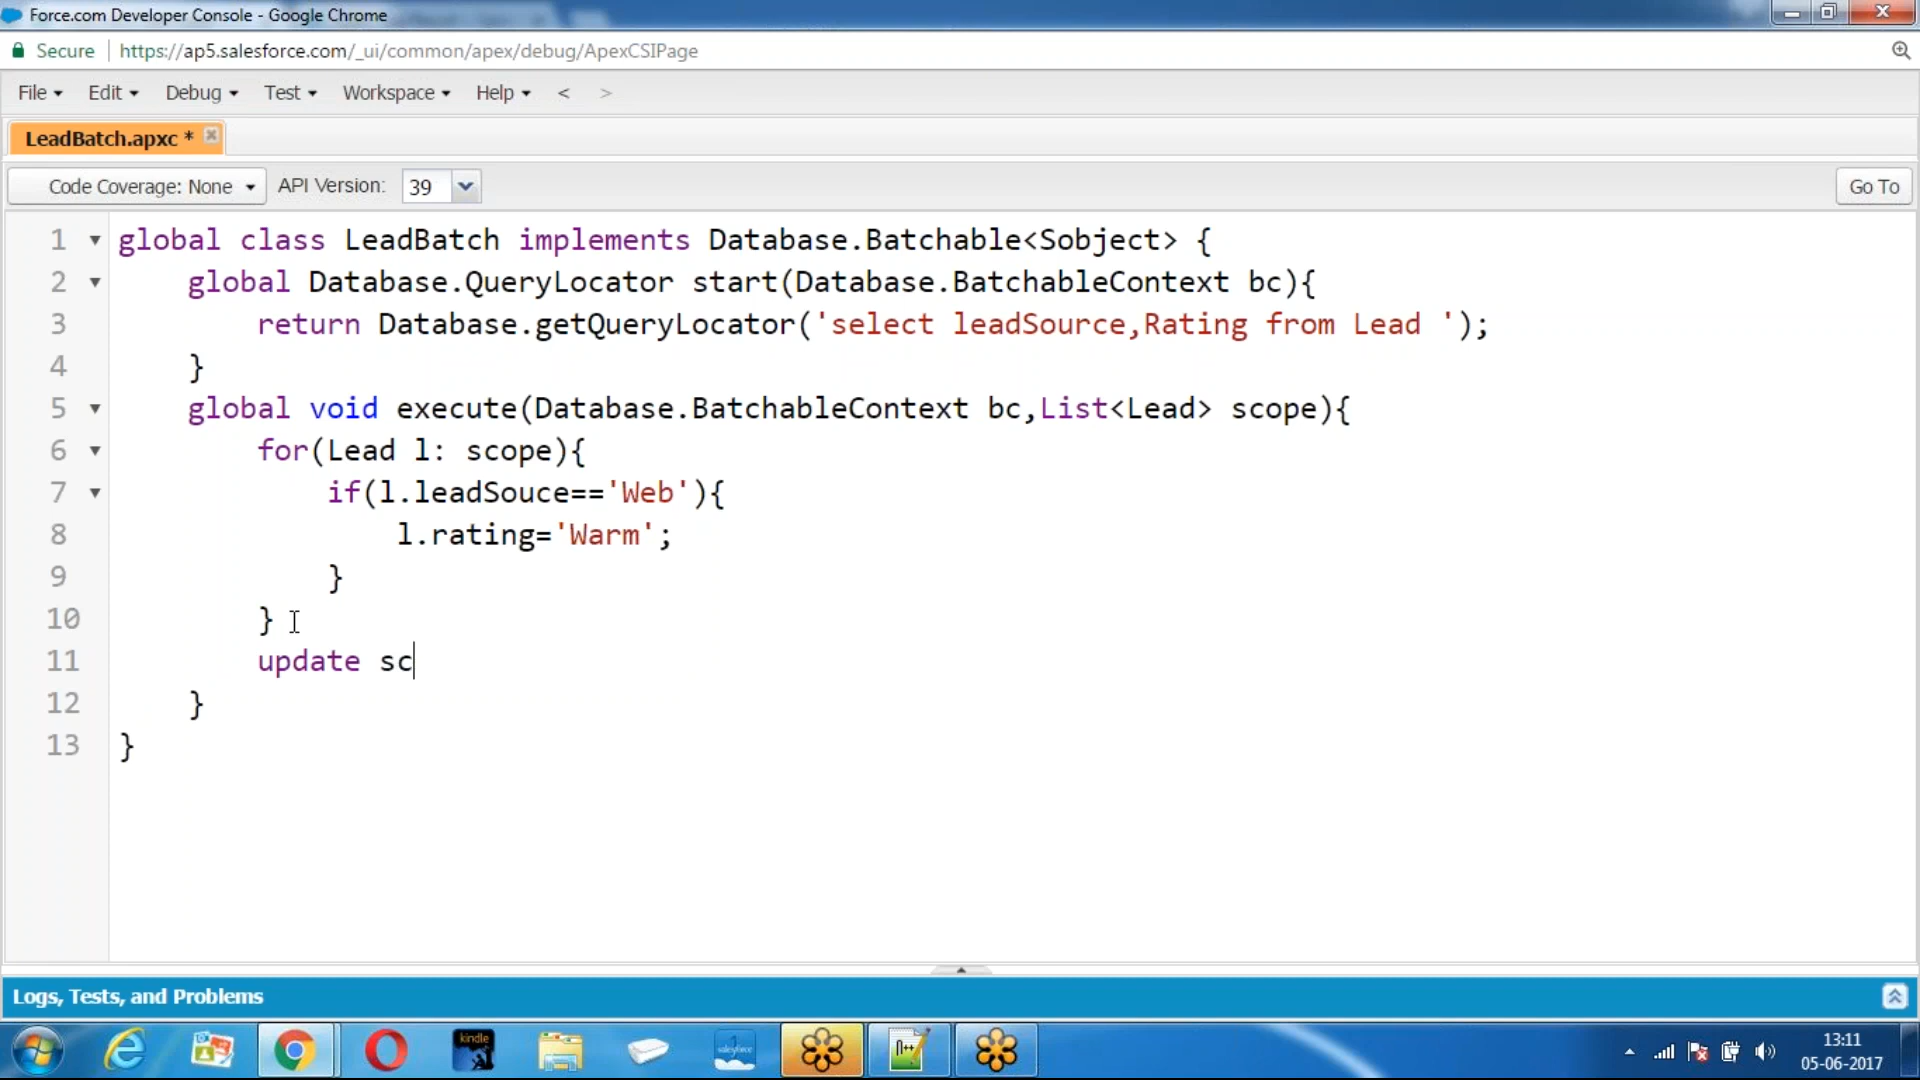 Force.com Developer Console - Google Chrome
Secure https://ap5.salesforce.com/_ui/common/apex/debug/ApexCSIPage
File Edit Debug Test Workspace Help < >
LeadBatch.apxc *
Code Coverage: None API Version: 39 Go To
1 global class LeadBatch implements Database.Batchable<Sobject> {
2 global Database.QueryLocator start(Database.BatchableContext bc){
3 return Database.getQueryLocator('select leadSource,Rating from Lead ');
4 }
5 global void execute(Database.BatchableContext bc,List<Lead> scope){
6 for(Lead l: scope){
7 if(l.leadSouce=='Web'){
8 l.rating='Warm';
9 }
10 }
11 update sc
12 }
13 }
Logs, Tests, and Problems
kindle
salesforce
13:11
05-06-2017